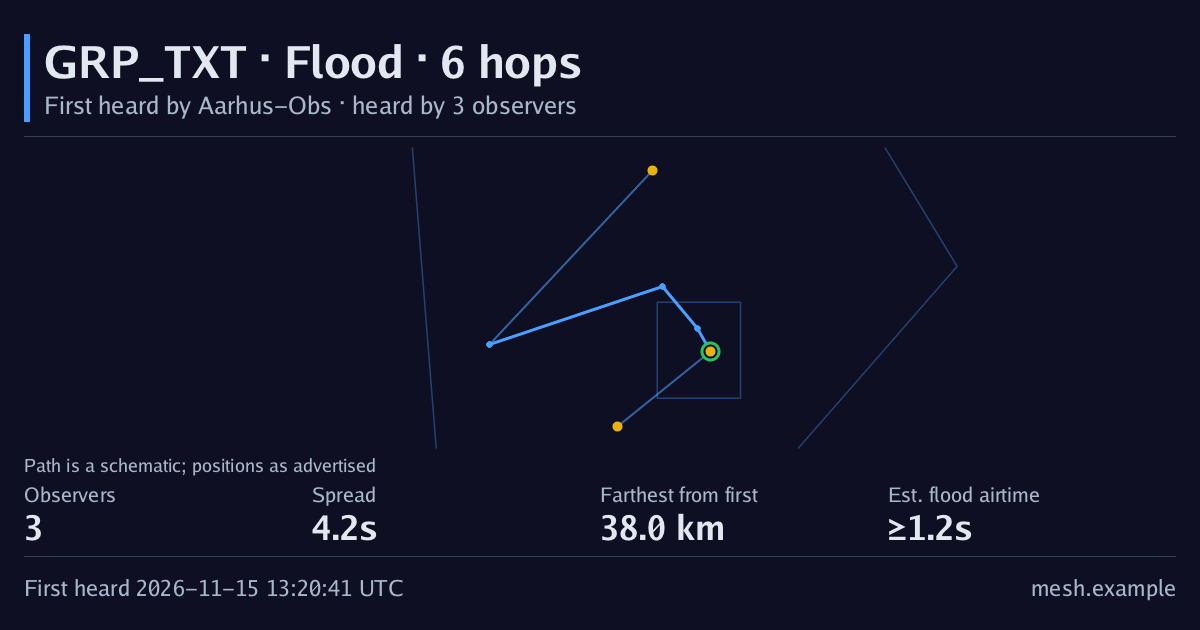 GRP_TXT · Flood · 6 hops
First heard by Aarhus–Obs · heard by 3 observers
Path is a schematic; positions as advertised
Observers
3
Spread
4.2s
Farthest from first
38.0 km
Est. flood airtime
≥1.2s
First heard 2026–11–15 13:20:41 UTC
mesh.example